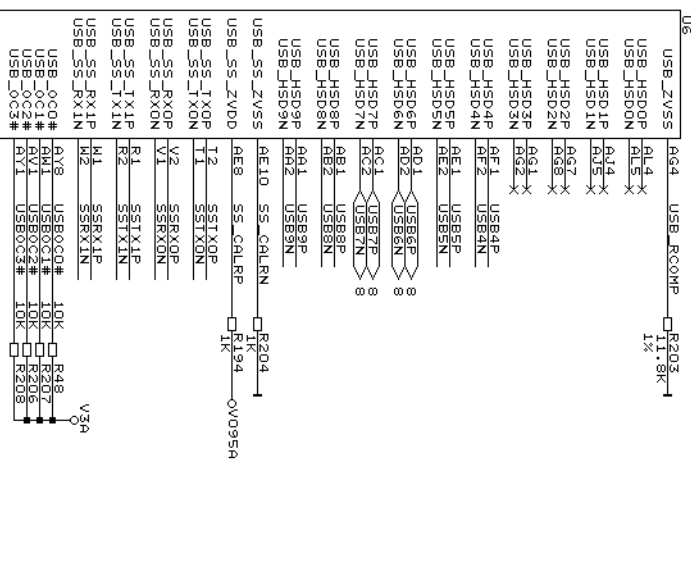 U6
USB_ZVSS AG4 USB_RCOMP R203
11.8K
1%
USB_HSD0P AL4
USB_HSD0N AL5
USB_HSD1P AJ4
USB_HSD1N AJ5
USB_HSD2P AG7
USB_HSD2N AG8
USB_HSD3P AG1
USB_HSD3N AG2
USB_HSD4P AF1 USB4P
USB_HSD4N AF2 USB4N
USB_HSD5P AE1 USB5P
USB_HSD5N AE2 USB5N
USB_HSD6P AD1 USB6P 8
USB_HSD6N AD2 USB6N 8
USB_HSD7P AC1 USB7P 8
USB_HSD7N AC2 USB7N 8
USB_HSD8P AB1 USB8P
USB_HSD8N AB2 USB8N
USB_HSD9P AA1 USB9P
USB_HSD9N AA2 USB9N
USB_SS_ZVSS AE10 SS_CALRN R204
1K
USB_SS_ZVDD AE8 SS_CALRP R194 V095A
1K
USB_SS_TX0P T2 SSTX0P
USB_SS_TX0N T1 SSTX0N
USB_SS_RX0P V2 SSRX0P
USB_SS_RX0N V1 SSRX0N
USB_SS_TX1P R1 SSTX1P
USB_SS_TX1N R2 SSTX1N
USB_SS_RX1P W1 SSRX1P
USB_SS_RX1N W2 SSRX1N
V3A
USB_OC0# AY8 USBOC0# 10K R48
USB_OC1# AW1 USBOC1# 10K R207
USB_OC2# AV1 USBOC2# 10K R206
USB_OC3# AY1 USBOC3# 10K R208